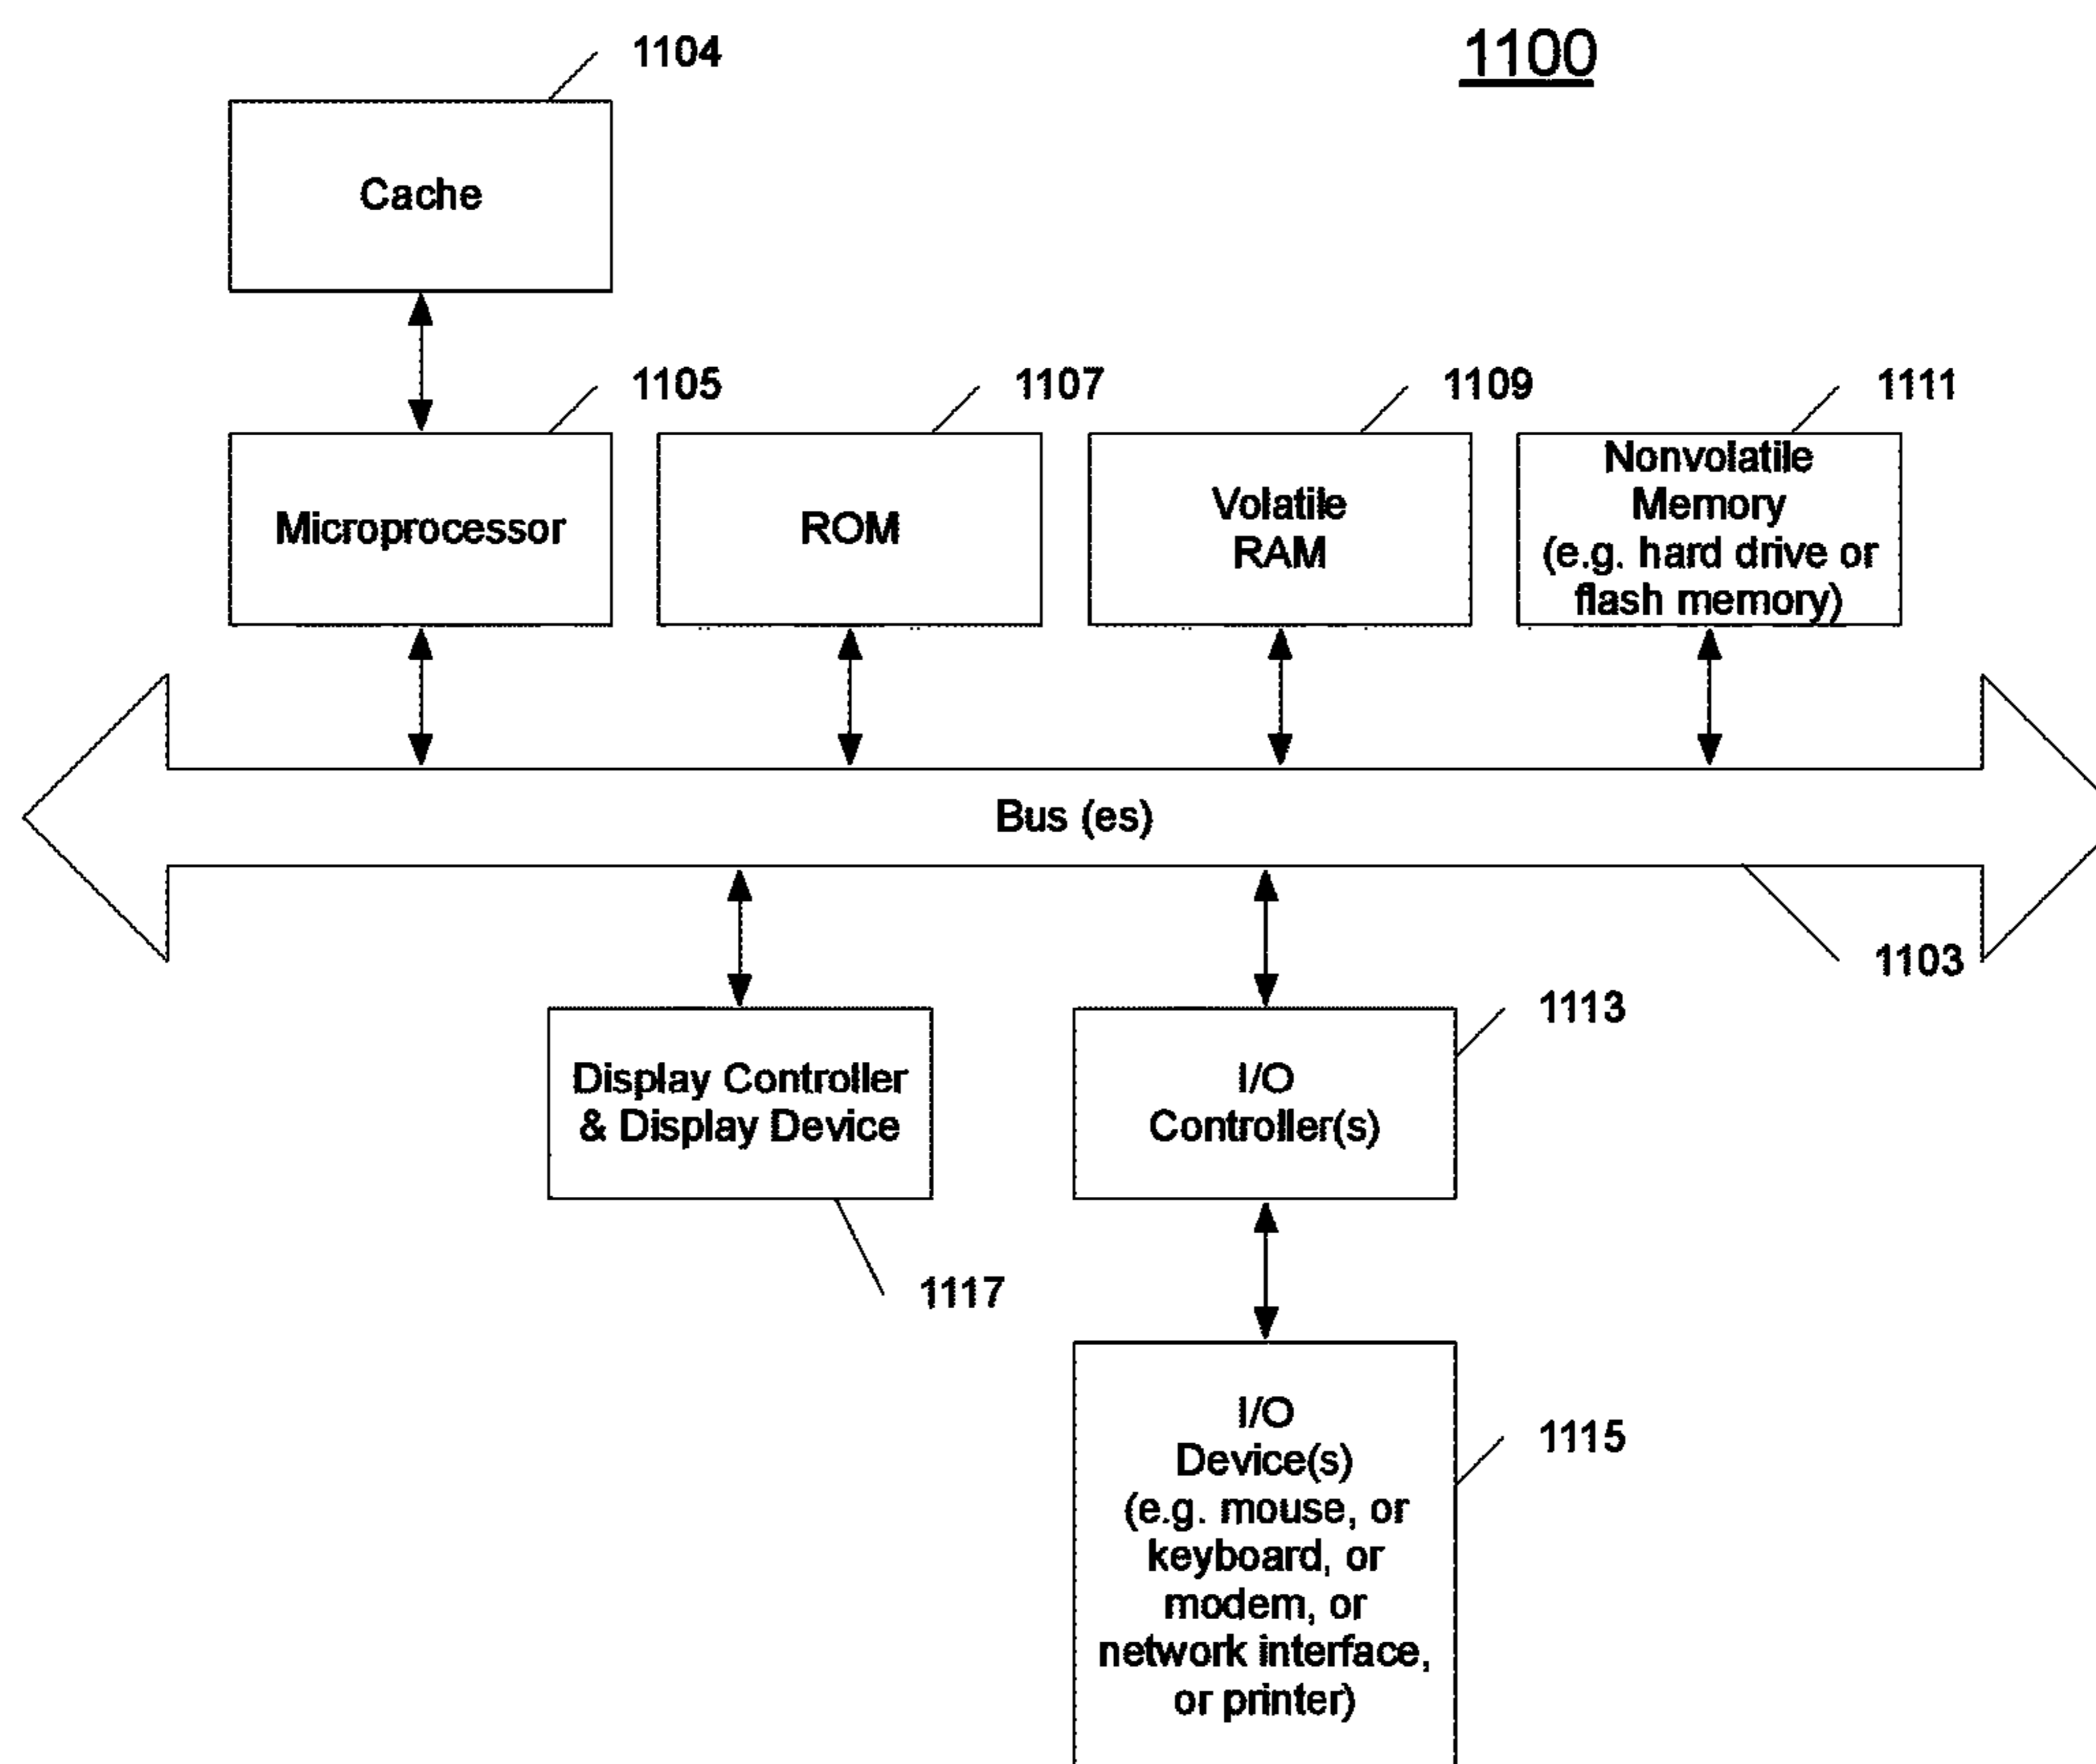 1104
1100
Cache
1105
1107
1109
1111
Microprocessor
ROM
Volatile
RAM
Nonvolatile
Memory
(e.g. hard drive or
flash memory)
Bus (es)
1103
1113
Display Controller
& Display Device
I/O
Controller(s)
1117
1115
I/O
Device(s)
(e.g. mouse, or
keyboard, or
modem, or
network interface,
or printer)